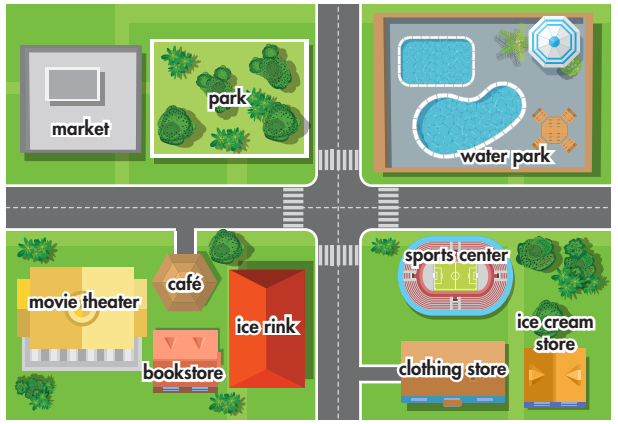 park
market
water park
sports center
café
movie theater
ice rink
ice cream
store
bookstore
clothing store